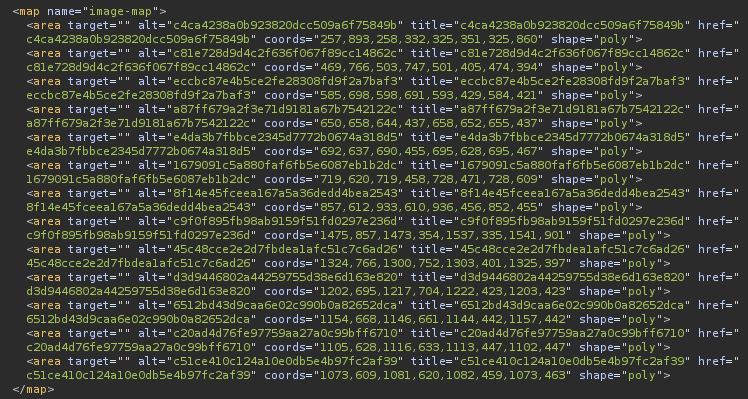 <map name="image-map">
<area target="" alt="c4ca4238a0b923820dcc509a6f75849b" title="c4ca4238a0b923820dcc509a6f75849b" href="
c4ca4238a0b923820dcc509a6f75849b" coords="257,893,258,332,325,351,325,860" shape="poly">
<area target="" alt="c81e728d9d4c2f636f067f89cc14862c" title="c81e728d9d4c2f636f067f89cc14862c" href="
c81e728d9d4c2f636f067f89cc14862c" coords="469,766,503,747,501,405,474,394" shape="poly">
<area target="" alt="eccbc87e4b5ce2fe28308fd9f2a7baf3" title="eccbc87e4b5ce2fe28308fd9f2a7baf3" href="
eccbc87e4b5ce2fe28308fd9f2a7baf3" coords="585,698,598,691,593,429,584,421" shape="poly">
<area target="" alt="a87ff679a2f3e71d9181a67b7542122c" title="a87ff679a2f3e71d9181a67b7542122c" href="
a87ff679a2f3e71d9181a67b7542122c" coords="650,658,644,437,658,652,655,437" shape="poly">
<area target="" alt="e4da3b7fbbce2345d7772b0674a318d5" title="e4da3b7fbbce2345d7772b0674a318d5" href="
e4da3b7fbbce2345d7772b0674a318d5" coords="692,637,690,455,695,628,695,467" shape="poly">
<area target="" alt="1679091c5a880faf6fb5e6087eb1b2dc" title="1679091c5a880faf6fb5e6087eb1b2dc" href="
1679091c5a880faf6fb5e6087eb1b2dc" coords="719,620,719,458,728,471,728,609" shape="poly">
<area target="" alt="8f14e45fceea167a5a36dedd4bea2543" title="8f14e45fceea167a5a36dedd4bea2543" href="
8f14e45fceea167a5a36dedd4bea2543" coords="857,612,933,610,936,456,852,455" shape="poly">
<area target="" alt="c9f0f895fb98ab9159f51fd0297e236d" title="c9f0f895fb98ab9159f51fd0297e236d" href="
c9f0f895fb98ab9159f51fd0297e236d" coords="1475,857,1473,354,1537,335,1541,901" shape="poly">
<area target="" alt="45c48cce2e2d7fbdea1afc51c7c6ad26" title="45c48cce2e2d7fbdea1afc51c7c6ad26" href="
45c48cce2e2d7fbdea1afc51c7c6ad26" coords="1324,766,1300,752,1303,401,1325,397" shape="poly">
<area target="" alt="d3d9446802a44259755d38e6d163e820" title="d3d9446802a44259755d38e6d163e820" href="
d3d9446802a44259755d38e6d163e820" coords="1202,695,1217,704,1222,423,1203,423" shape="poly">
<area target="" alt="6512bd43d9caa6e02c990b0a82652dca" title="6512bd43d9caa6e02c990b0a82652dca" href="
6512bd43d9caa6e02c990b0a82652dca" coords="1154,668,1146,661,1144,442,1157,442" shape="poly">
<area target="" alt="c20ad4d76fe97759aa27a0c99bff6710" title="c20ad4d76fe97759aa27a0c99bff6710" href="
c20ad4d76fe97759aa27a0c99bff6710" coords="1105,628,1116,633,1113,447,1102,447" shape="poly">
<area target="" alt="c51ce410c124a10e0db5e4b97fc2af39" title="c51ce410c124a10e0db5e4b97fc2af39" href="
c51ce410c124a10e0db5e4b97fc2af39" coords="1073,609,1081,620,1082,459,1073,463" shape="poly">
</map>